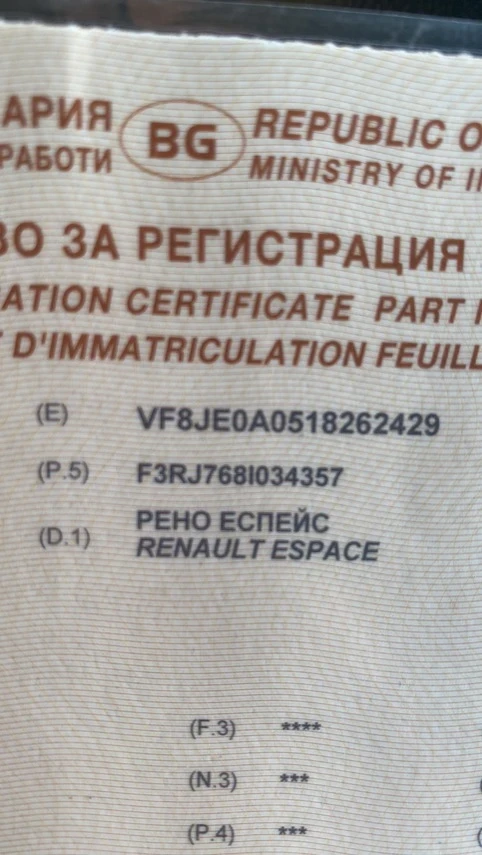 АРИЯ BG REPUBLIC O
РАБОТИ MINISTRY OF I
ВО ЗА РЕГИСТРАЦИЯ
ATION CERTIFICATE PART I
T D'IMMATRICULATION FEUILL
(E) VF8JE0A0518262429
(P.5) F3RJ768I034357
(D.1) РЕНО ЕСПЕЙС
RENAULT ESPACE
(F.3) ****
(N.3) ***
(P.4) ***